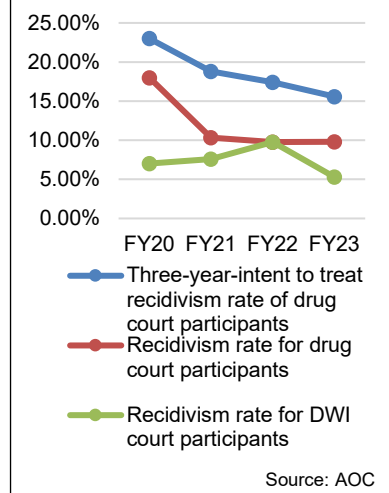 25.00%
20.00%
15.00%
10.00%
5.00%
0.00%
FY20 FY21 FY22 FY23
Three-year-intent to treat
recidivism rate of drug
court participants
Recidivism rate for drug
court participants
Recidivism rate for DWI
court participants
Source: AOC